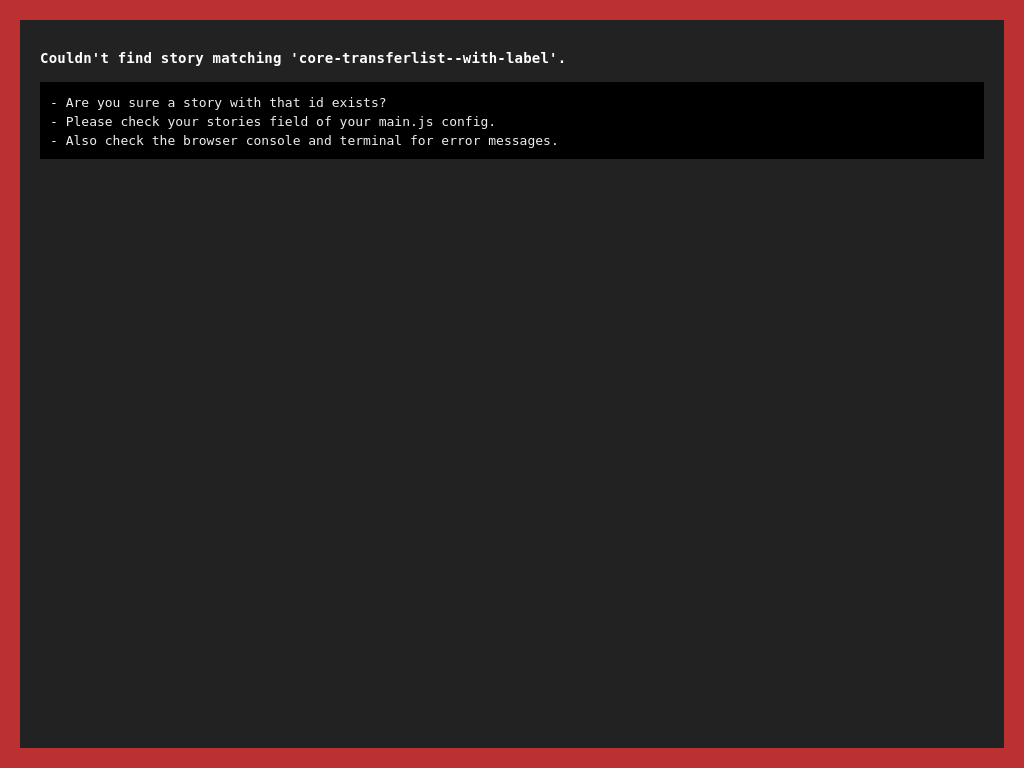 Couldn't find story matching 'core-transferlist--with-label'.
- Are you sure a story with that id exists?
- Please check your stories field of your main.js config.
- Also check the browser console and terminal for error messages.